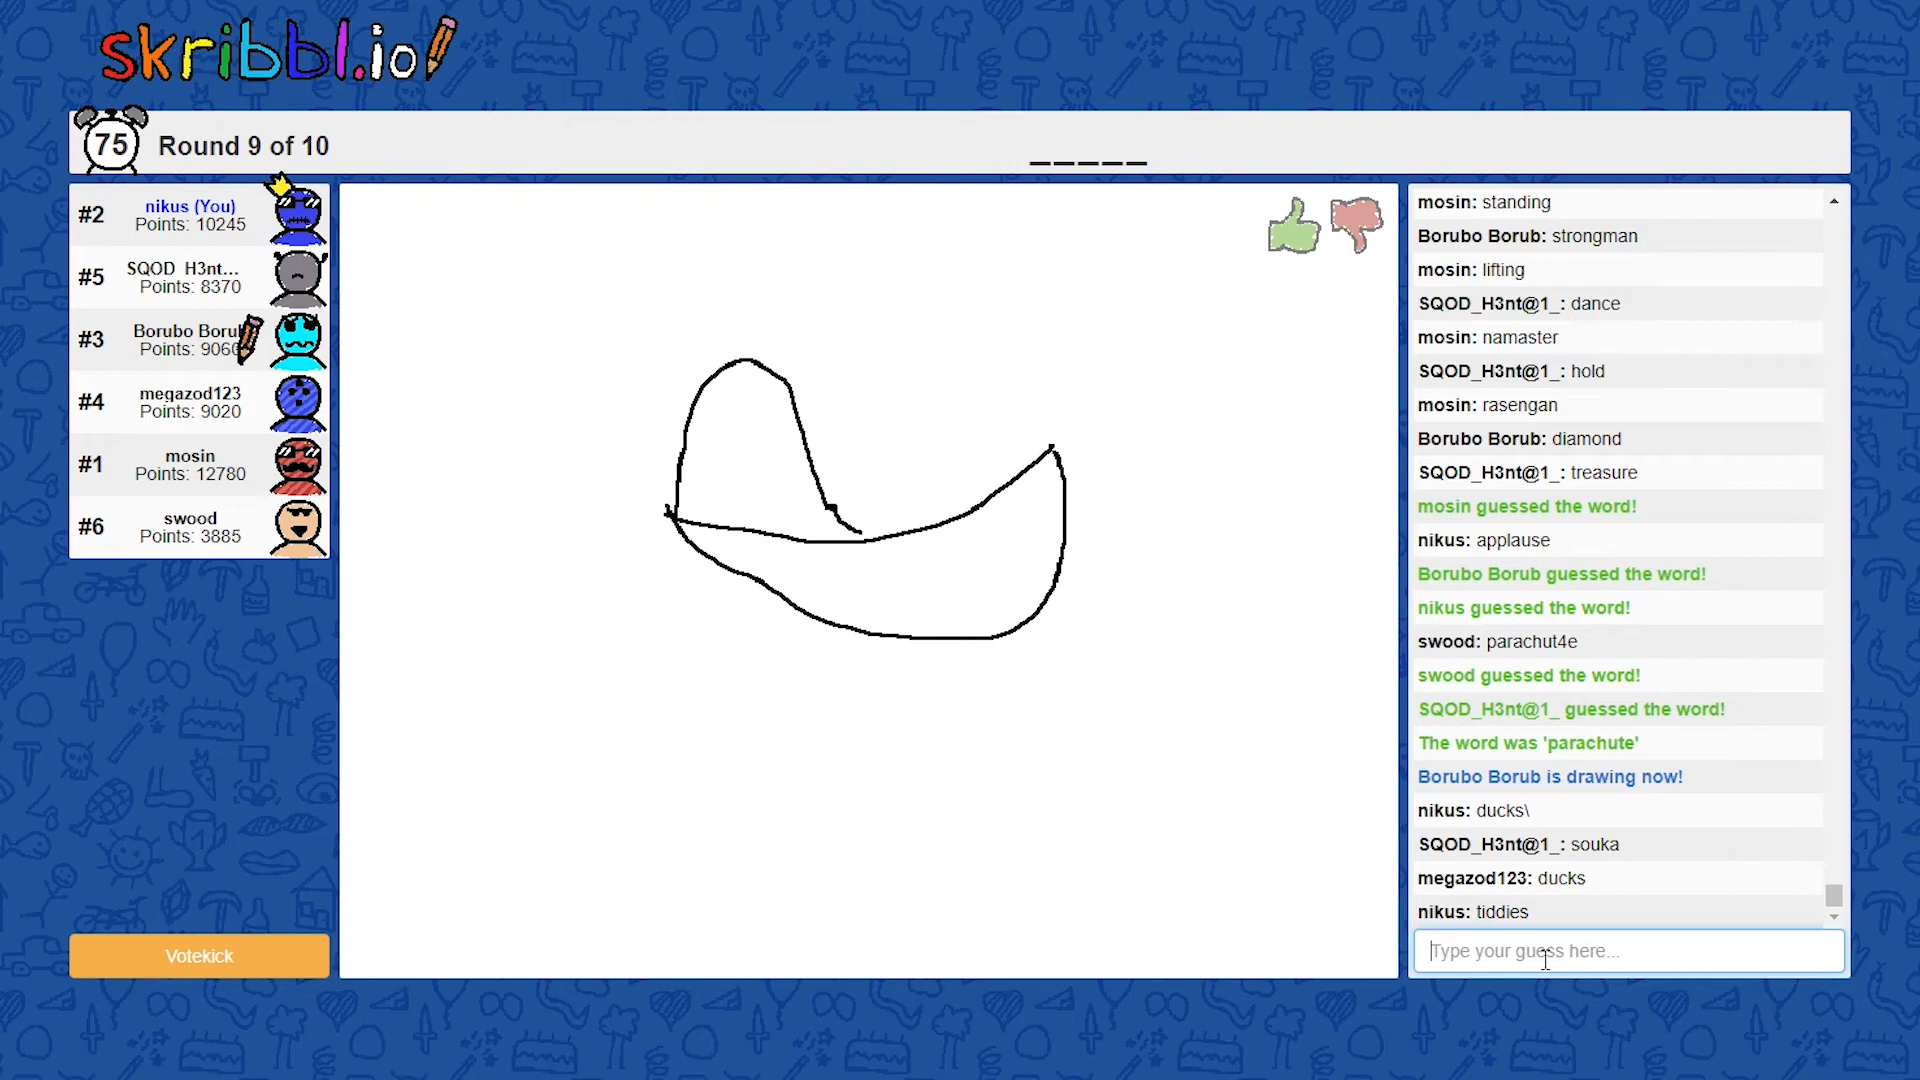 skribbl.io
75
Round 9 of 10
_____
#2
nikus (You)
Points: 10245
#5
SQOD_H3nt...
Points: 8370
#3
Borubo Boru
Points: 9060
#4
megazod123
Points: 9020
#1
mosin
Points: 12780
#6
swood
Points: 3885
Votekick
mosin: standing
Borubo Borub: strongman
mosin: lifting
SQOD_H3nt@1_: dance
mosin: namaster
SQOD_H3nt@1_: hold
mosin: rasengan
Borubo Borub: diamond
SQOD_H3nt@1_: treasure
mosin guessed the word!
nikus: applause
Borubo Borub guessed the word!
nikus guessed the word!
swood: parachut4e
swood guessed the word!
SQOD_H3nt@1_ guessed the word!
The word was 'parachute'
Borubo Borub is drawing now!
nikus: ducks\
SQOD_H3nt@1_: souka
megazod123: ducks
nikus: tiddies
Type your guess here...